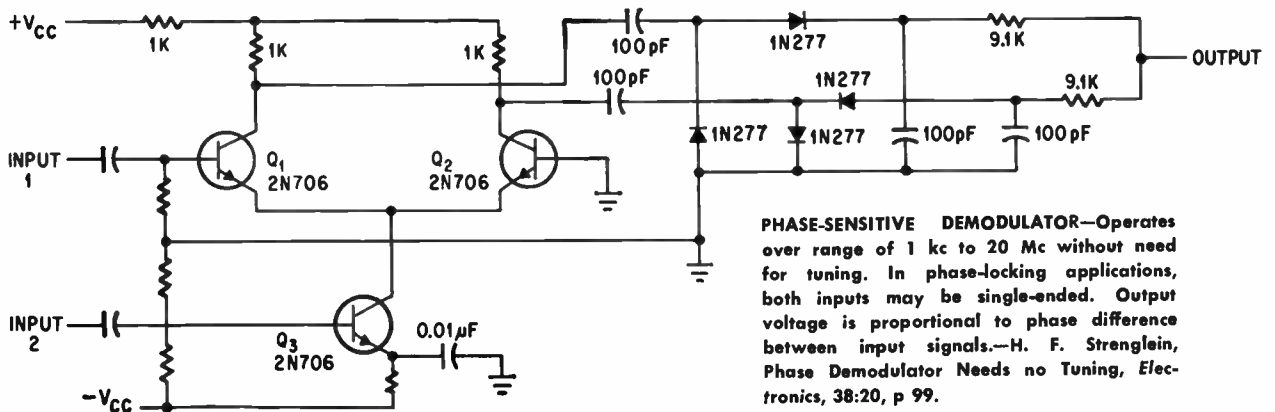 +VCC
1K
1K
1K
100pF
1N277
9.1K
OUTPUT
100pF
1N277
9.1K
1N277
1N277
100pF
100pF
INPUT
1
Q1
2N706
Q2
2N706
INPUT
2
Q3
2N706
0.01µF
-VCC
PHASE-SENSITIVE DEMODULATOR—Operates
over range of 1 kc to 20 Mc without need
for tuning. In phase-locking applications,
both inputs may be single-ended. Output
voltage is proportional to phase difference
between input signals.—H. F. Strenglein,
Phase Demodulator Needs no Tuning, Elec-
tronics, 38:20, p 99.